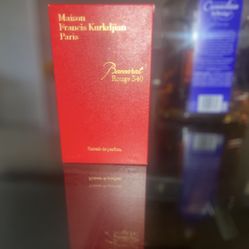 Maison
Francis Kurkdjian
Paris
Baccarat
Rouge 540
Extrait de parfum